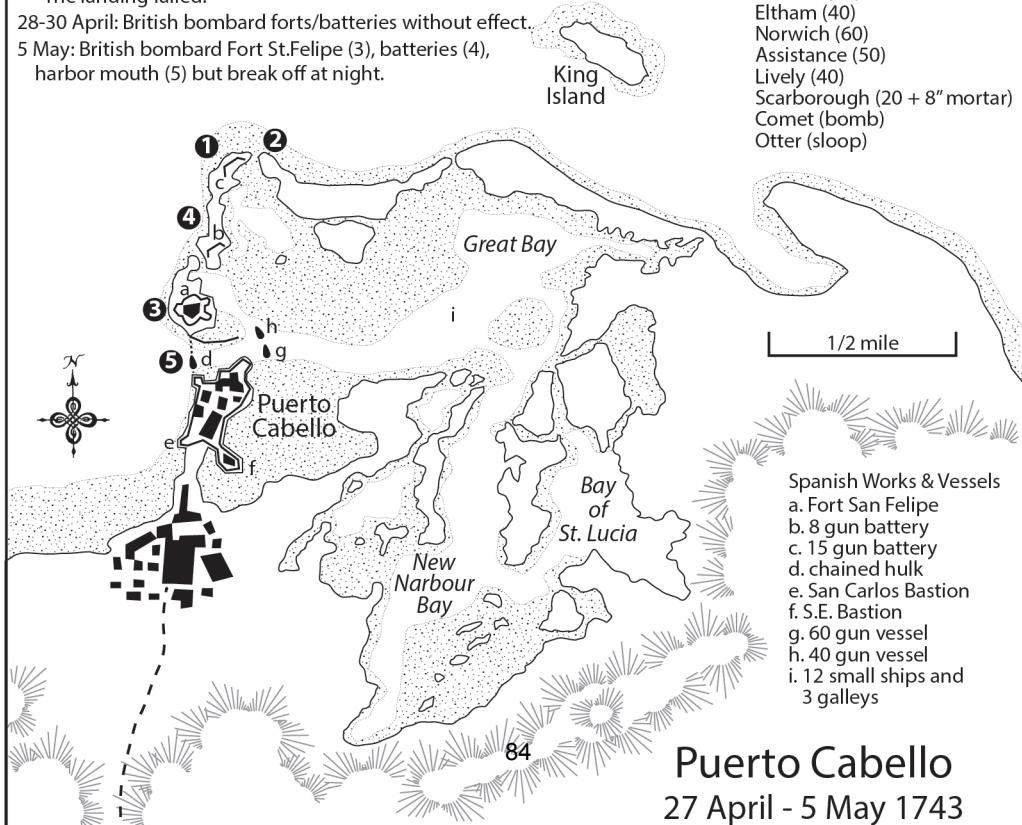 The landing failed.
28-30 April: British bombard forts/batteries without effect.
5 May: British bombard Fort St.Felipe (3), batteries (4),
harbor mouth (5) but break off at night.
Eltham (40)
Norwich (60)
Assistance (50)
Lively (40)
Scarborough (20 + 8” mortar)
Comet (bomb)
Otter (sloop)
King
Island
1
2
c
4
b
Great Bay
a
3
i
h
g
5
d
1/2 mile
N
Puerto
Cabello
e
f
Bay
of
St. Lucia
New
Narbour
Bay
Spanish Works & Vessels
a. Fort San Felipe
b. 8 gun battery
c. 15 gun battery
d. chained hulk
e. San Carlos Bastion
f. S.E. Bastion
g. 60 gun vessel
h. 40 gun vessel
i. 12 small ships and
3 galleys
84
Puerto Cabello
27 April - 5 May 1743